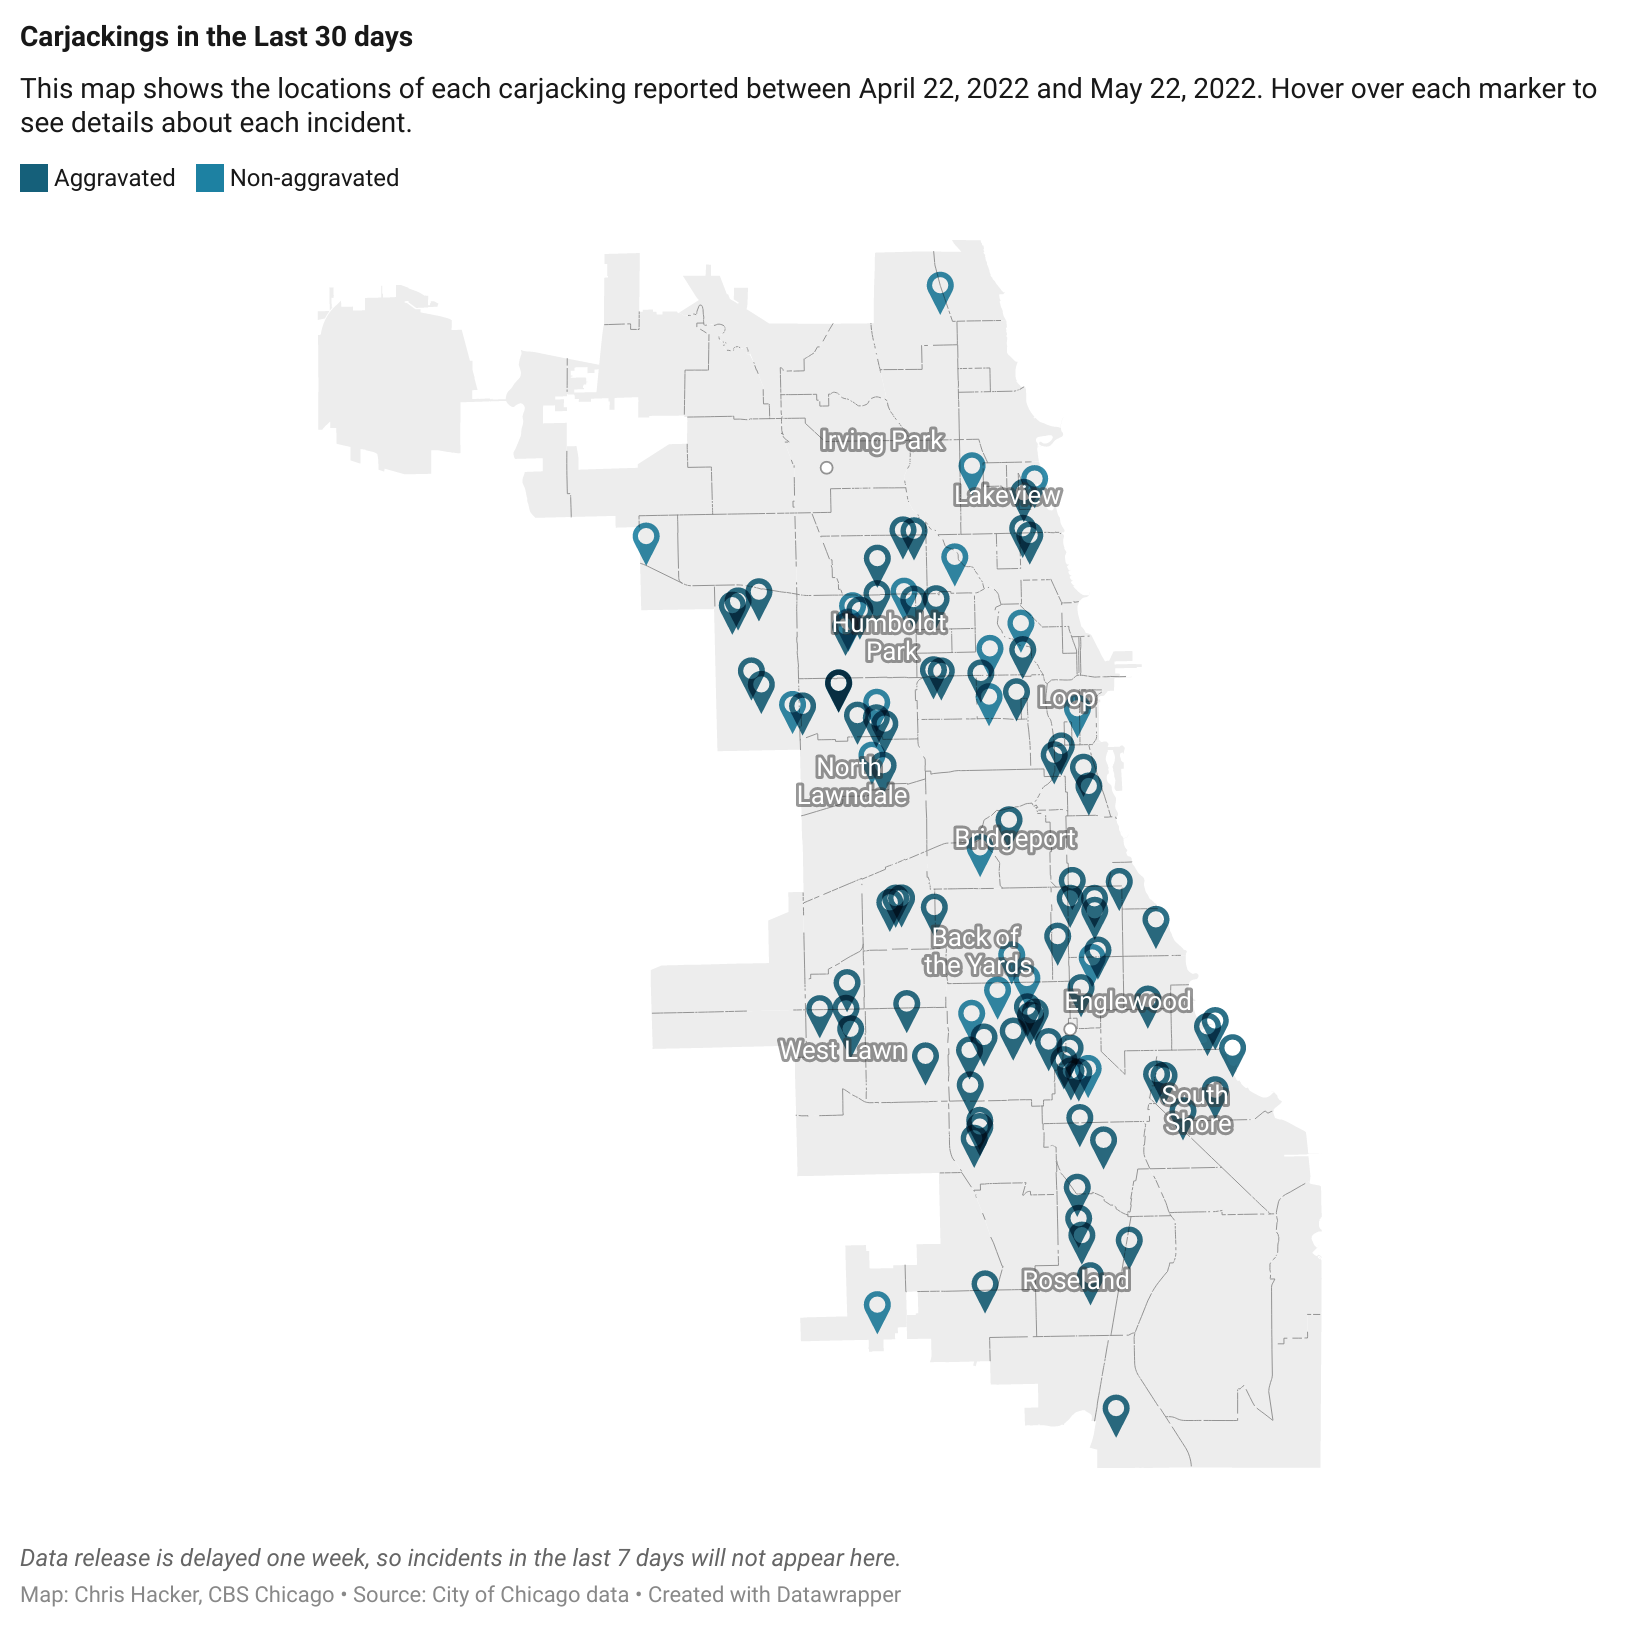 Carjackings in the Last 30 days
This map shows the locations of each carjacking reported between April 22, 2022 and May 22, 2022. Hover over each marker to
see details about each incident.
Aggravated Non-aggravated
Irving Park
Lakeview
Humboldt
Park
Loop
North
Lawndale
Bridgeport
Back of
the Yards
Englewood
West Lawn
South
Shore
Roseland
Data release is delayed one week, so incidents in the last 7 days will not appear here.
Map: Chris Hacker, CBS Chicago • Source: City of Chicago data • Created with Datawrapper